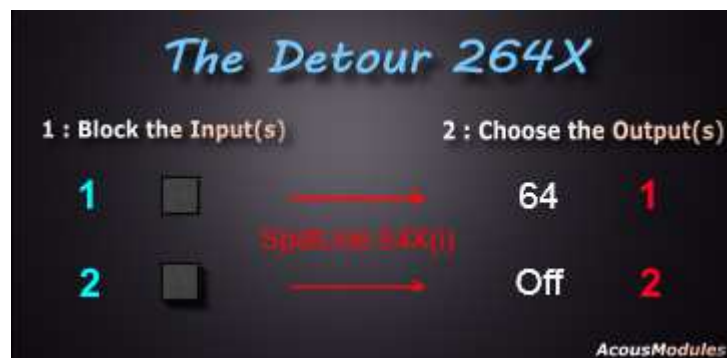 The Detour 264X
1 : Block the Input(s) 2 : Choose the Output(s)
1 64 1
2 Off 2
AcousModules